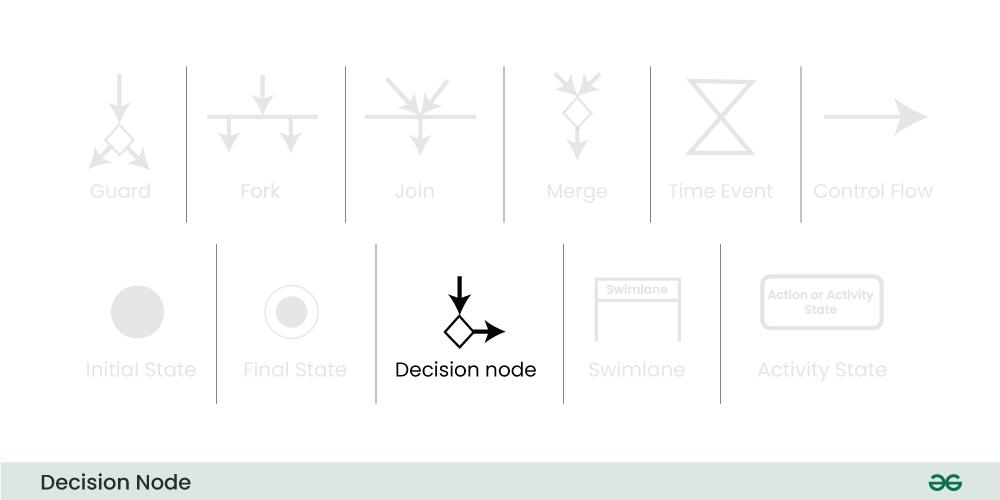 Guard
Fork
Join
Merge
Time Event
Control Flow
Swimlane
Action or Activity
State
Initial State
Final State
Decision node
Swimlane
Activity State
Decision Node